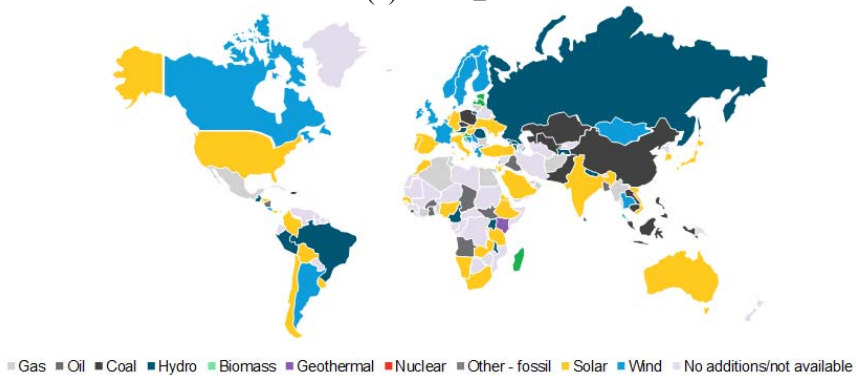 Gas Oil Coal Hydro Biomass Geothermal Nuclear Other - fossil Solar Wind No additions/not available